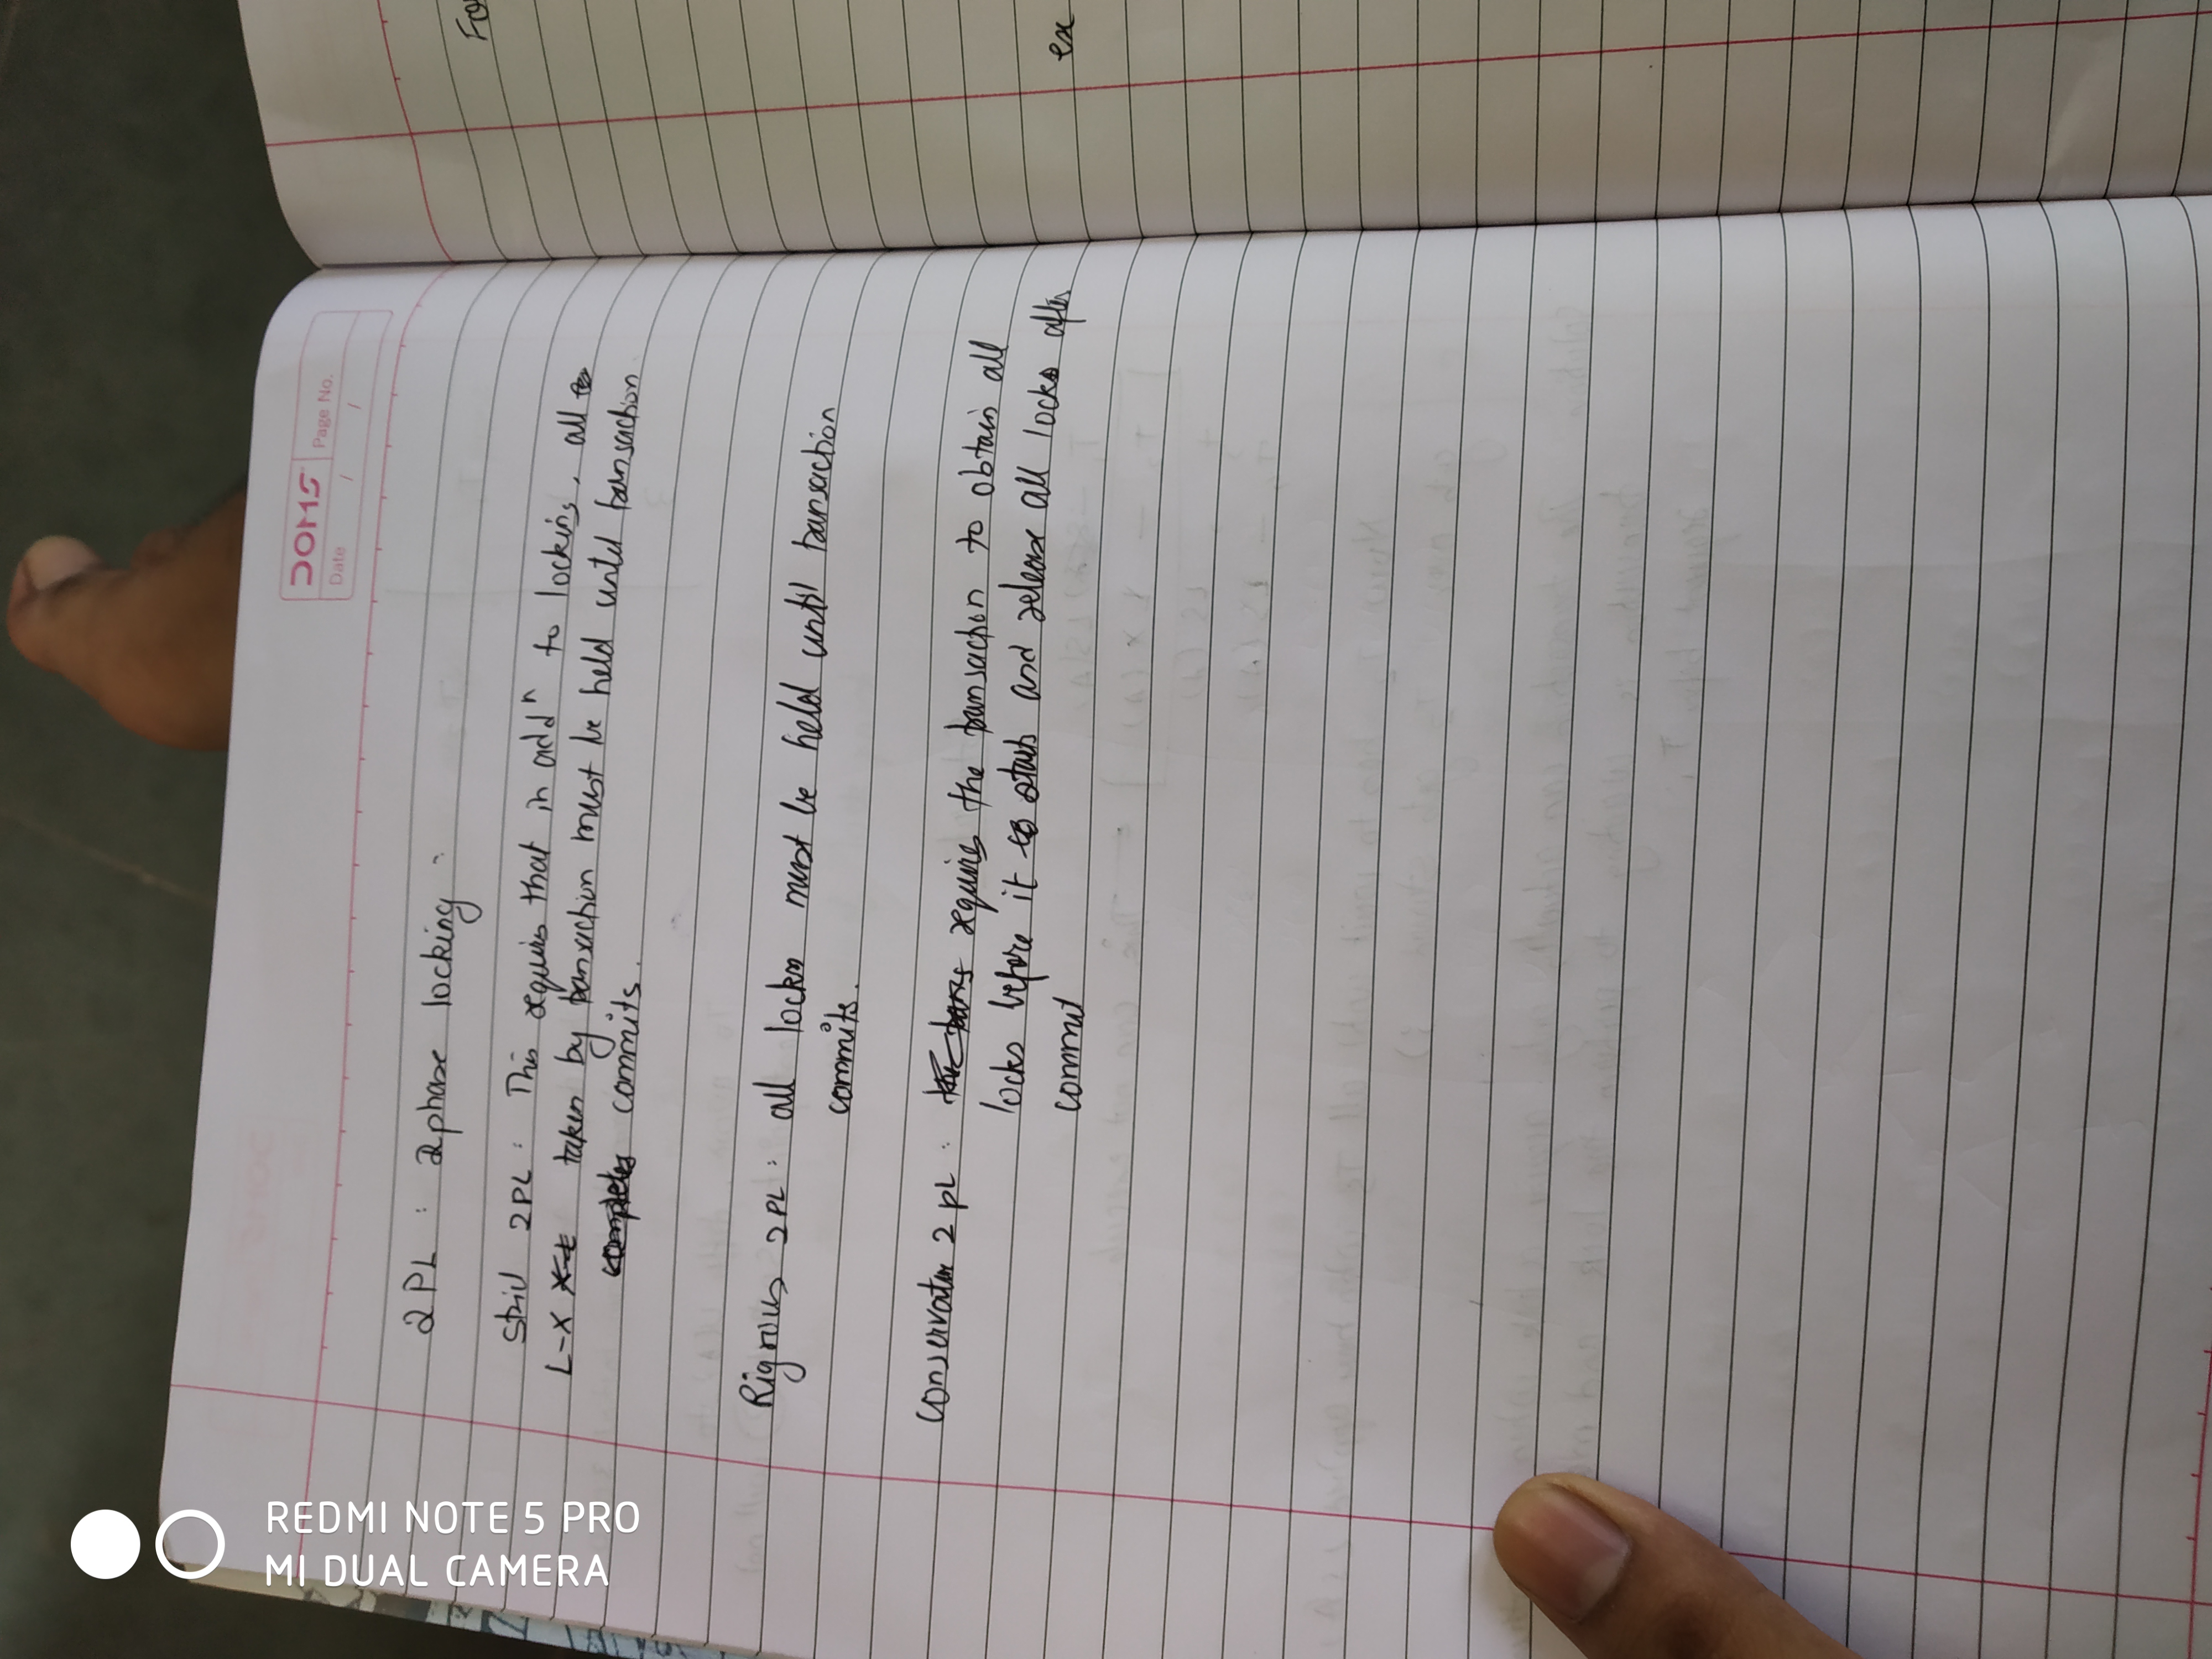 DOMS
Page No.
Date / /
2PL : 2phase locking :
Strict 2PL : This requires that in addⁿ to locking, all
L-X taken by transaction must be held until transaction
commits.
Rigrous 2PL : all locks must be held until transaction
commits.
Conservative 2PL : requires the transaction to obtain all
locks before it starts and release all locks after
commit
Fo
ex
REDMI NOTE 5 PRO
MI DUAL CAMERA